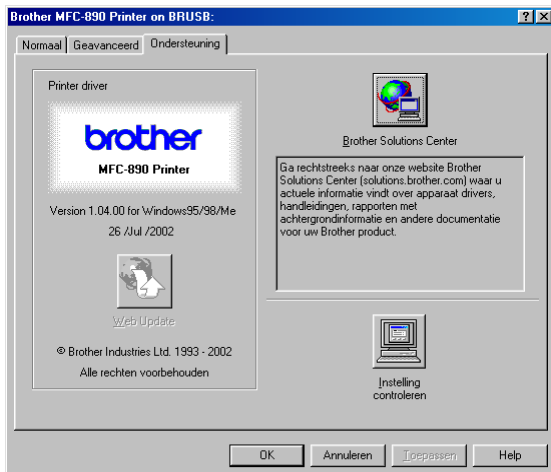 Brother MFC-890 Printer on BRUSB:
Normaal
Geavanceerd
Ondersteuning
Printer driver
brother
MFC-890 Printer
Version 1.04.00 for Windows95/98/Me
26 /Jul /2002
Web Update
© Brother Industries Ltd. 1993 - 2002
Alle rechten voorbehouden
Brother Solutions Center
Ga rechtstreeks naar onze website Brother
Solutions Center (solutions.brother.com) waar u
actuele informatie vindt over apparaat drivers,
handleidingen, rapporten met
achtergrondinformatie en andere documentatie
voor uw Brother product.
Instelling
controleren
OK
Annuleren
Toepassen
Help